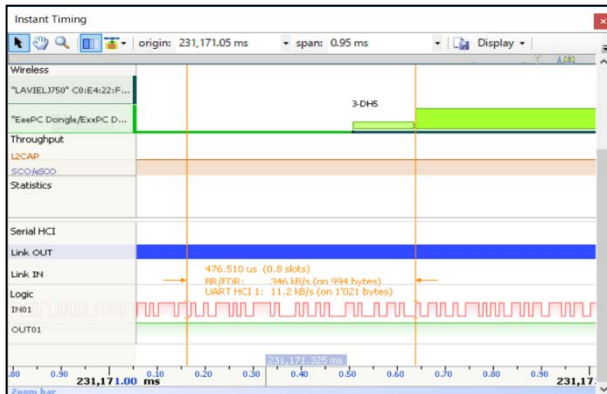 Instant Timing
origin: 231,171.05 ms span: 0.95 ms Display
Wireless
"LAVIELJ750" C0:E4:22:F...
3-DH5
"EeePC Dongle/ExxPC D...
Throughput
L2CAP
SCO/eSCO
Statistics
Serial HCI
Link OUT
Link IN
476.510 us (0.8 slots)
BR/EDR: 346 kB/s (on 994 bytes)
UART HCI 1: 11.2 kB/s (on 1'021 bytes)
Logic
IN01
OUT01
231,171.325 ms
.80 0.90 231,171.00 ms 0.10 0.20 0.30 0.40 0.50 0.60 0.70 0.80 0.90 231,17
Zoom bar